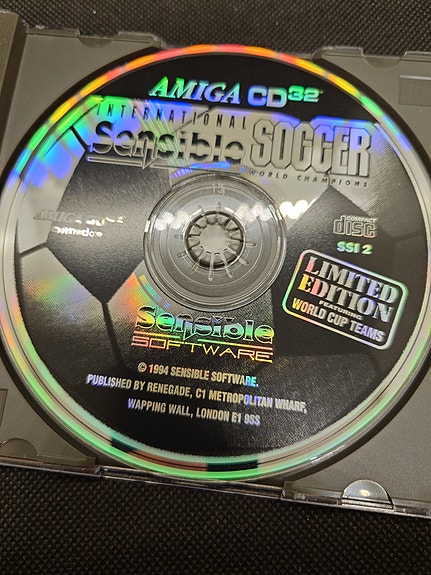 AMIGA CD32
INTERNATIONAL
Sensible SOCCER
WORLD CHAMPIONS
COMPACT
disc
SSI 2
LIMITED
EDITION
FEATURING
WORLD CUP TEAMS
Sensible
SOFTWARE
© 1994 SENSIBLE SOFTWARE.
PUBLISHED BY RENEGADE, C1 METROPOLITAN WHARF,
WAPPING WALL, LONDON E1 9SS